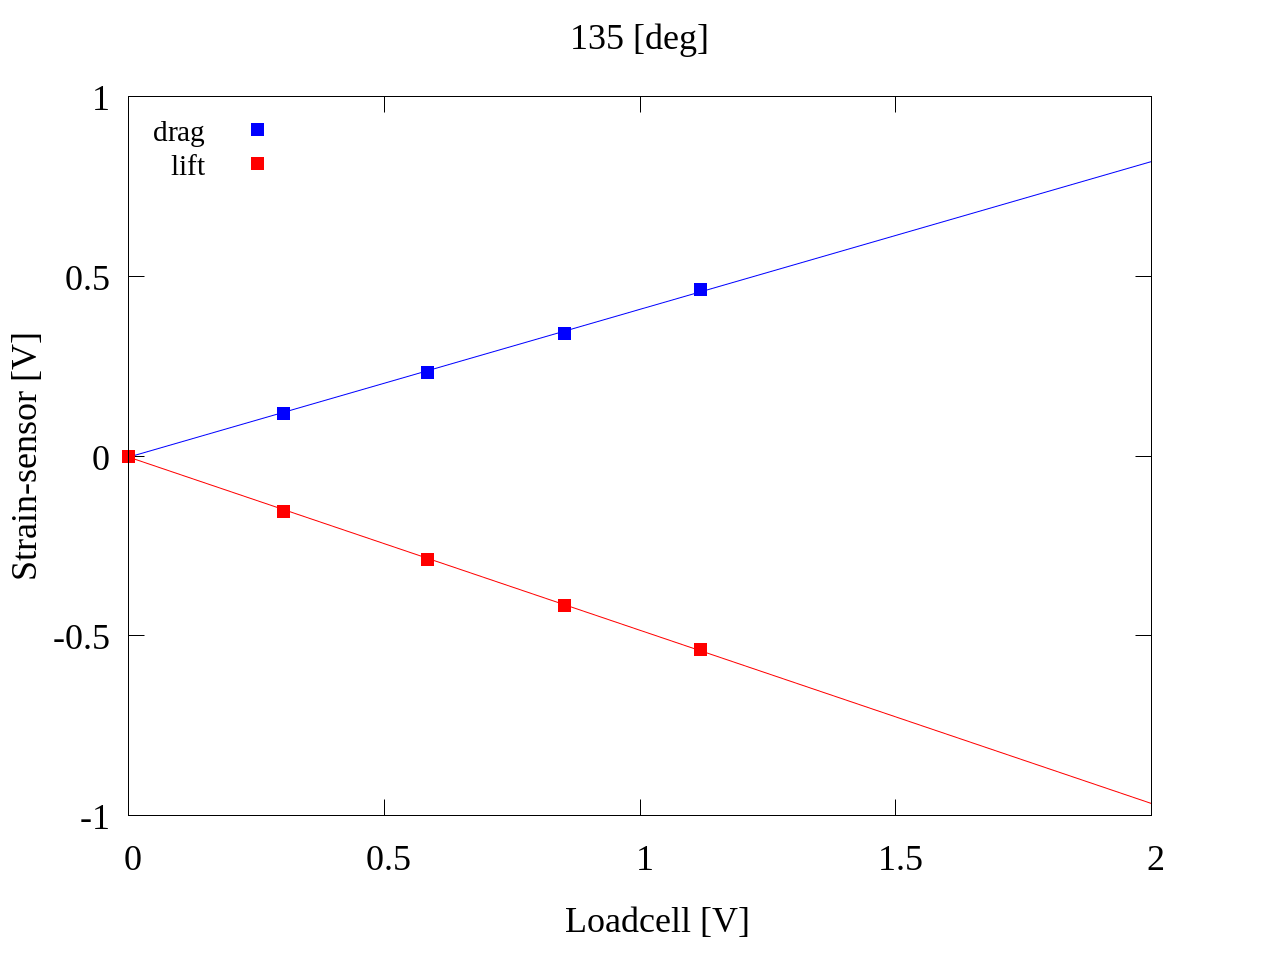 135 [deg]
1
drag
lift
0.5
0
-0.5
-1
Strain-sensor [V]
0 0.5 1 1.5 2
Loadcell [V]